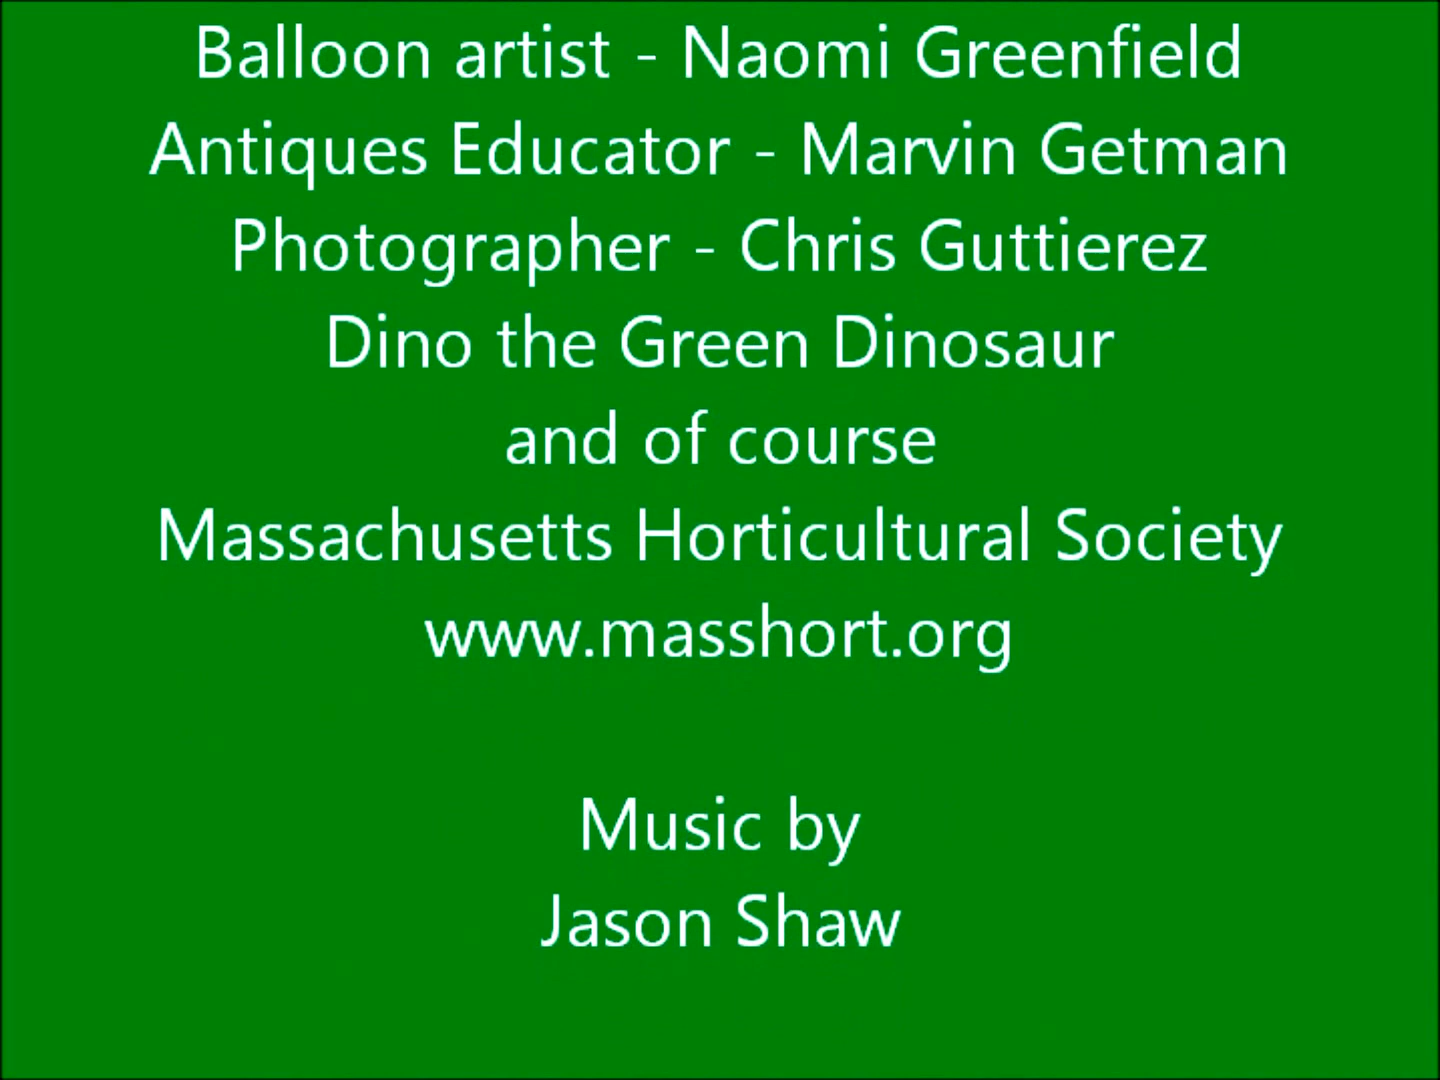 Balloon artist - Naomi Greenfield
Antiques Educator - Marvin Getman
Photographer - Chris Guttierez
Dino the Green Dinosaur
and of course
Massachusetts Horticultural Society
www.masshort.org
Music by
Jason Shaw